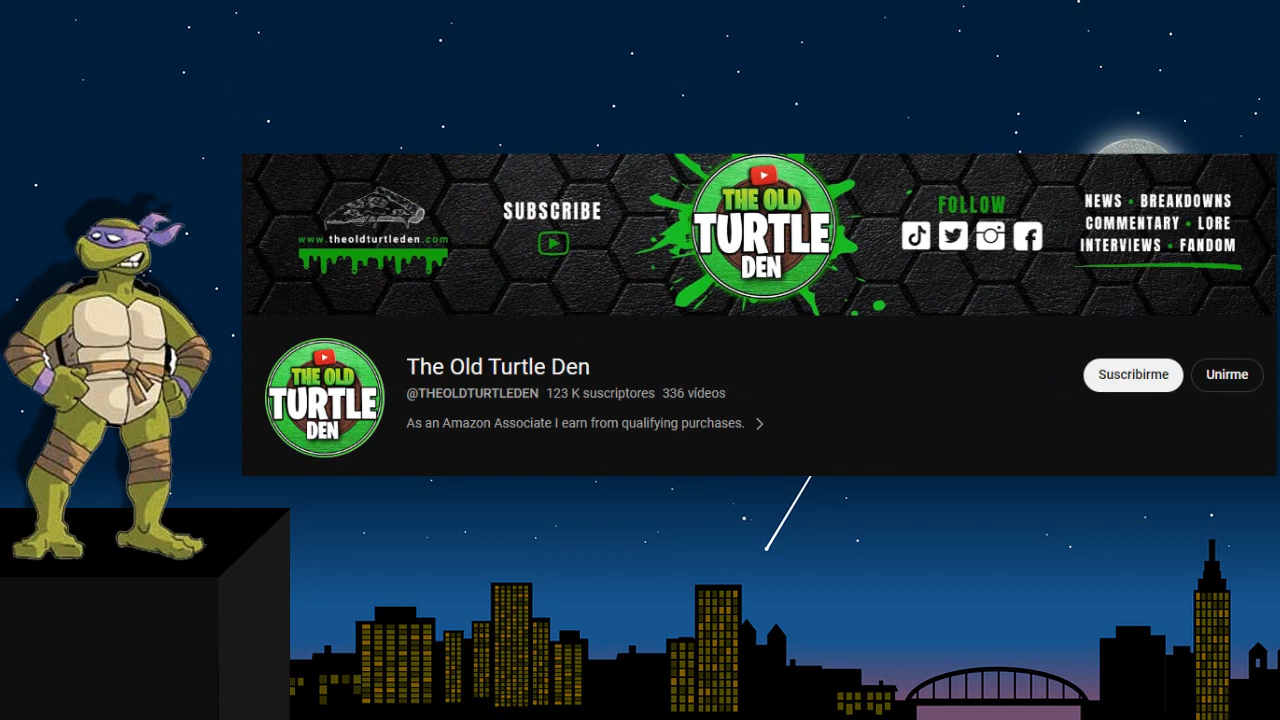 www.theoldturtleden.com
SUBSCRIBE
THE OLD
TURTLE
DEN
FOLLOW
NEWS • BREAKDOWNS
COMMENTARY • LORE
INTERVIEWS • FANDOM
THE OLD
TURTLE
DEN
The Old Turtle Den
@THEOLDTURTLEDEN 123 K suscriptores 336 vídeos
As an Amazon Associate I earn from qualifying purchases.
Suscribirme
Unirme